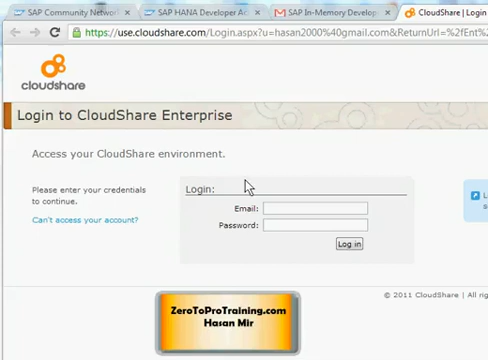 SAP Community Network
SAP HANA Developer Ac
SAP In-Memory Develop
CloudShare | Login
https://use.cloudshare.com/Login.aspx?u=hasan2000%40gmail.com&ReturnUrl=%2fEnt
cloudshare
Login to CloudShare Enterprise
Access your CloudShare environment.
Please enter your credentials
to continue.
Can't access your account?
Login:
Email:
Password:
Log in
L
s
© 2011 CloudShare | Lo
ZeroToProTraining.com
Hasan Mir